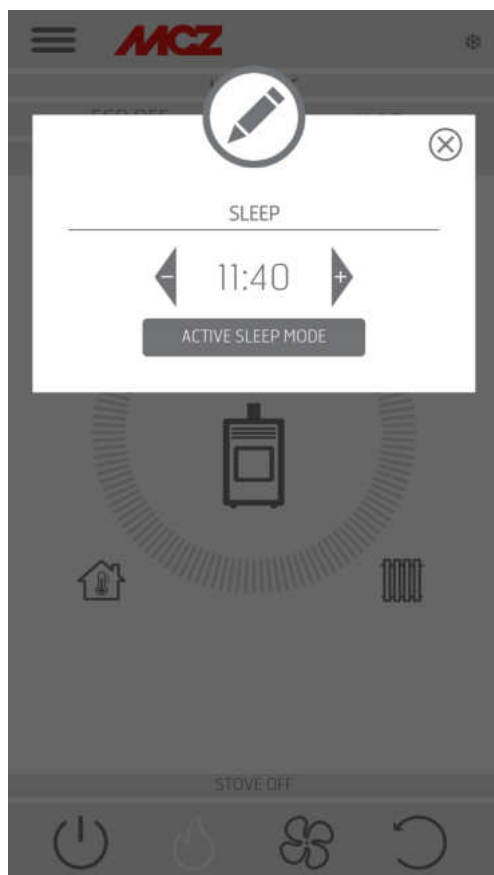 MCZ
SLEEP
- 11:40 +
ACTIVE SLEEP MODE
STOVE OFF